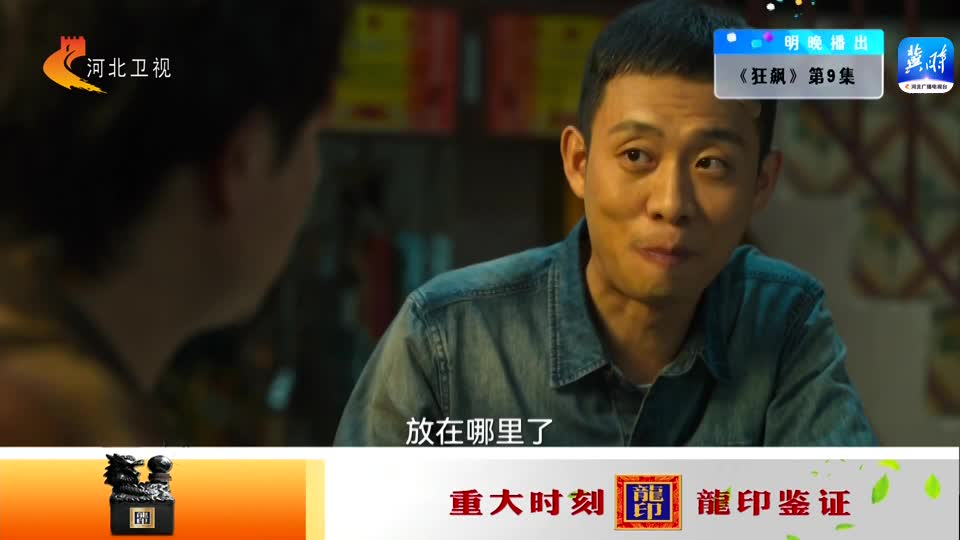 河北卫视
明晚播出
《狂飙》第9集
冀时
河北广播电视台
放在哪里了
重大时刻
龍印
龍印鉴证